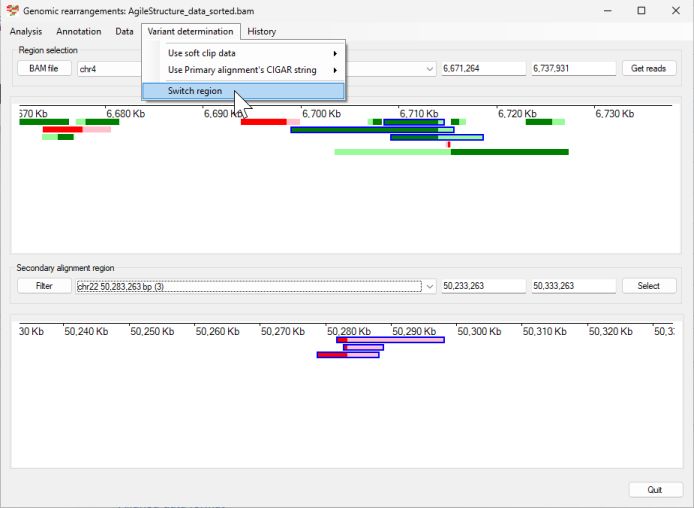 Genomic rearrangements: AgileStructure_data_sorted.bam
Analysis Annotation Data Variant determination History
Use soft clip data
Use Primary alignment's CIGAR string
Switch region
Region selection
BAM file chr4 6,671,264 6,737,931 Get reads
570 Kb 6,680 Kb 6,690 Kb 6,700 Kb 6,710 Kb 6,720 Kb 6,730 Kb
Secondary alignment region
Filter chr22 50,283,263 bp (3) 50,233,263 50,333,263 Select
30 Kb 50,240 Kb 50,250 Kb 50,260 Kb 50,270 Kb 50,280 Kb 50,290 Kb 50,300 Kb 50,310 Kb 50,320 Kb 50,3
Quit